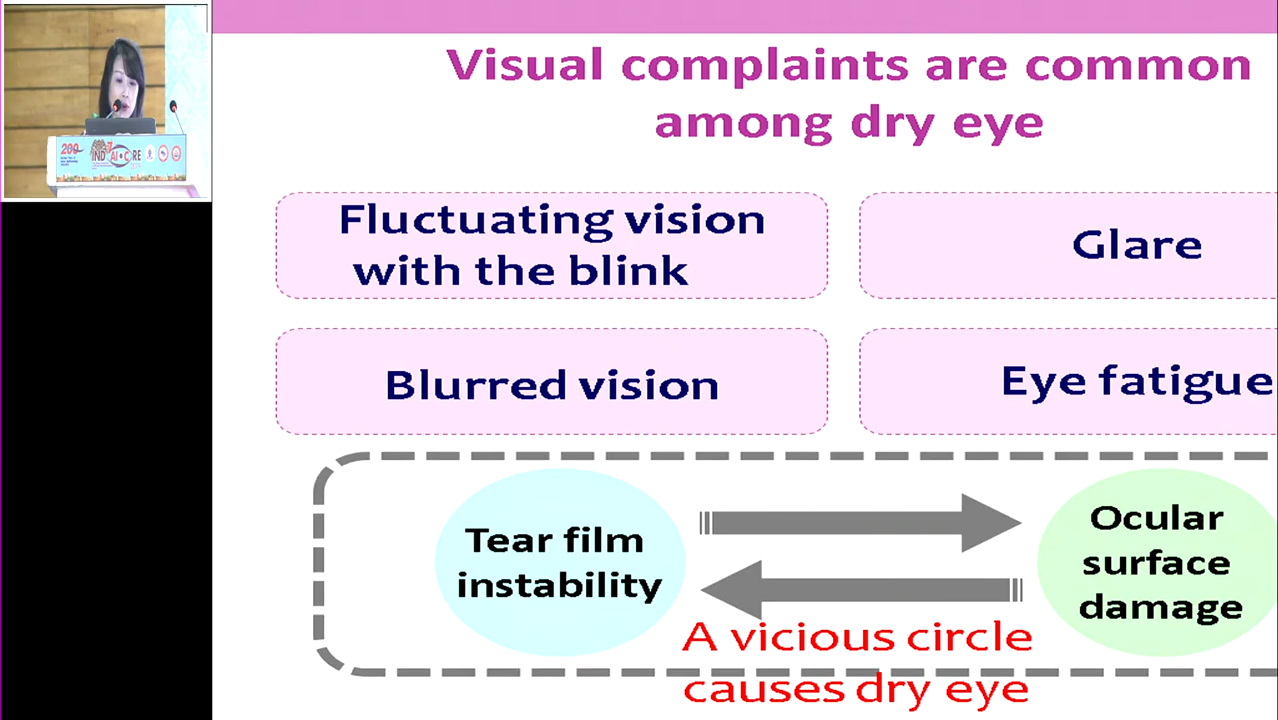 Visual complaints are common
among dry eye
Fluctuating vision
with the blink
Glare
Blurred vision
Eye fatigue
Tear film
instability
Ocular
surface
damage
A vicious circle
causes dry eye
200